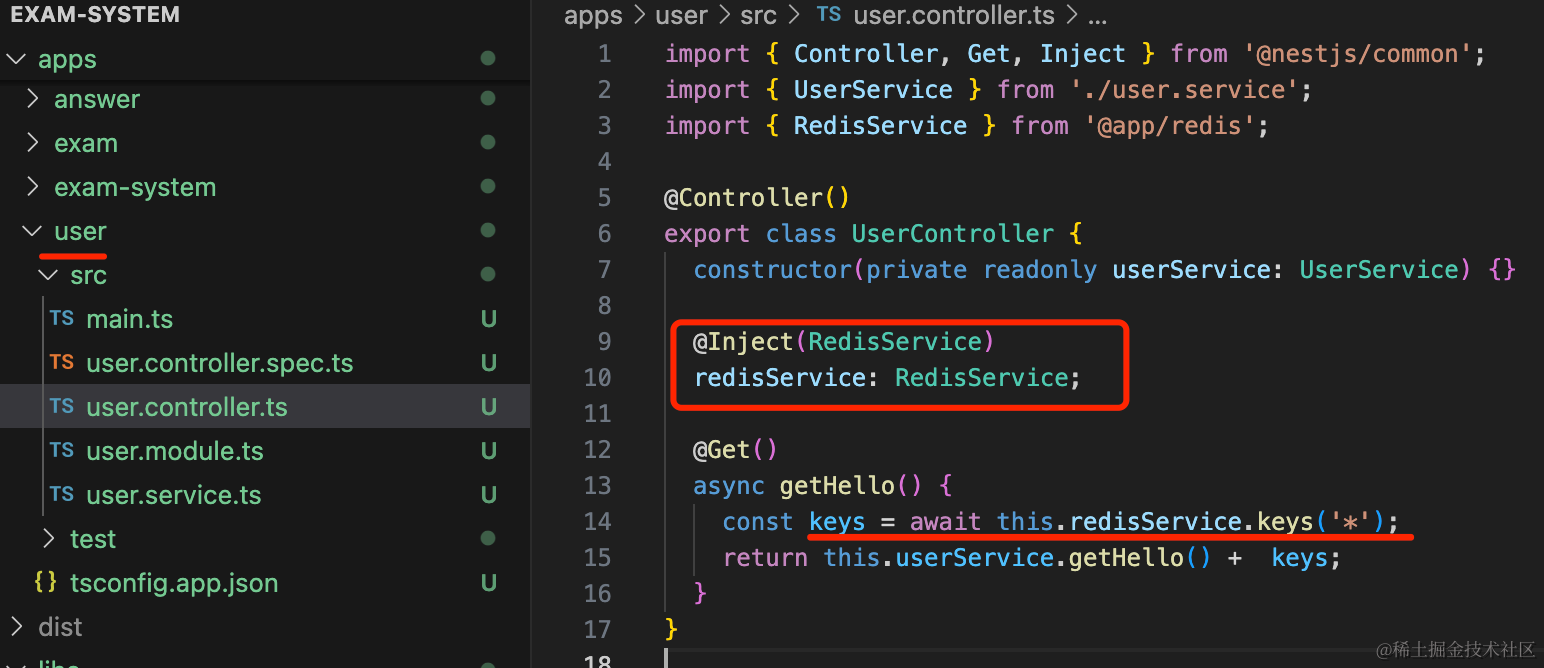 EXAM-SYSTEM
apps
answer
exam
exam-system
user
src
TS main.ts U
TS user.controller.spec.ts U
TS user.controller.ts U
TS user.module.ts U
TS user.service.ts U
test
{} tsconfig.app.json U
dist
libs
apps > user > src > TS user.controller.ts > ...
1 import { Controller, Get, Inject } from '@nestjs/common';
2 import { UserService } from './user.service';
3 import { RedisService } from '@app/redis';
4
5 @Controller()
6 export class UserController {
7   constructor(private readonly userService: UserService) {}
8
9   @Inject(RedisService)
10   redisService: RedisService;
11
12   @Get()
13   async getHello() {
14     const keys = await this.redisService.keys('*');
15     return this.userService.getHello() +  keys;
16   }
17 }
18
@稀土掘金技术社区